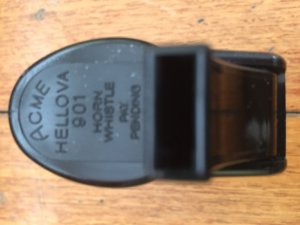 ACME
HELLOVA
901
HORN
WHISTLE
PAT
PENDING